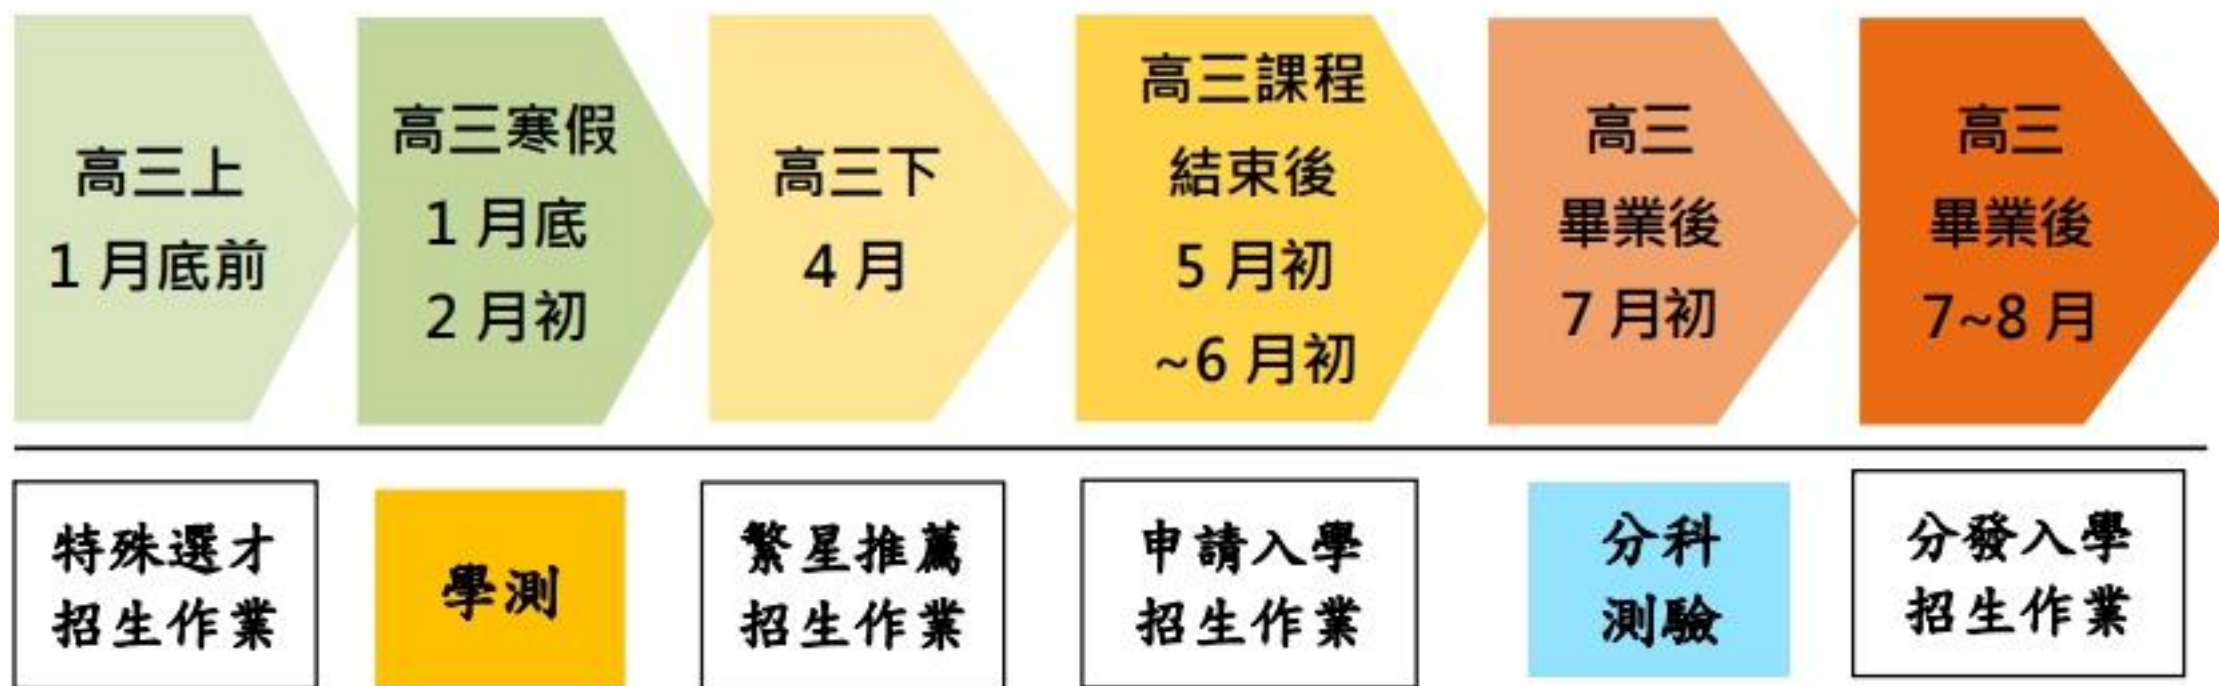 高三上
1 月底前
高三寒假
1 月底
2 月初
高三下
4 月
高三課程
結束後
5 月初
~6 月初
高三
畢業後
7 月初
高三
畢業後
7~8 月
特殊選才
招生作業
學測
繁星推薦
招生作業
申請入學
招生作業
分科
測驗
分發入學
招生作業